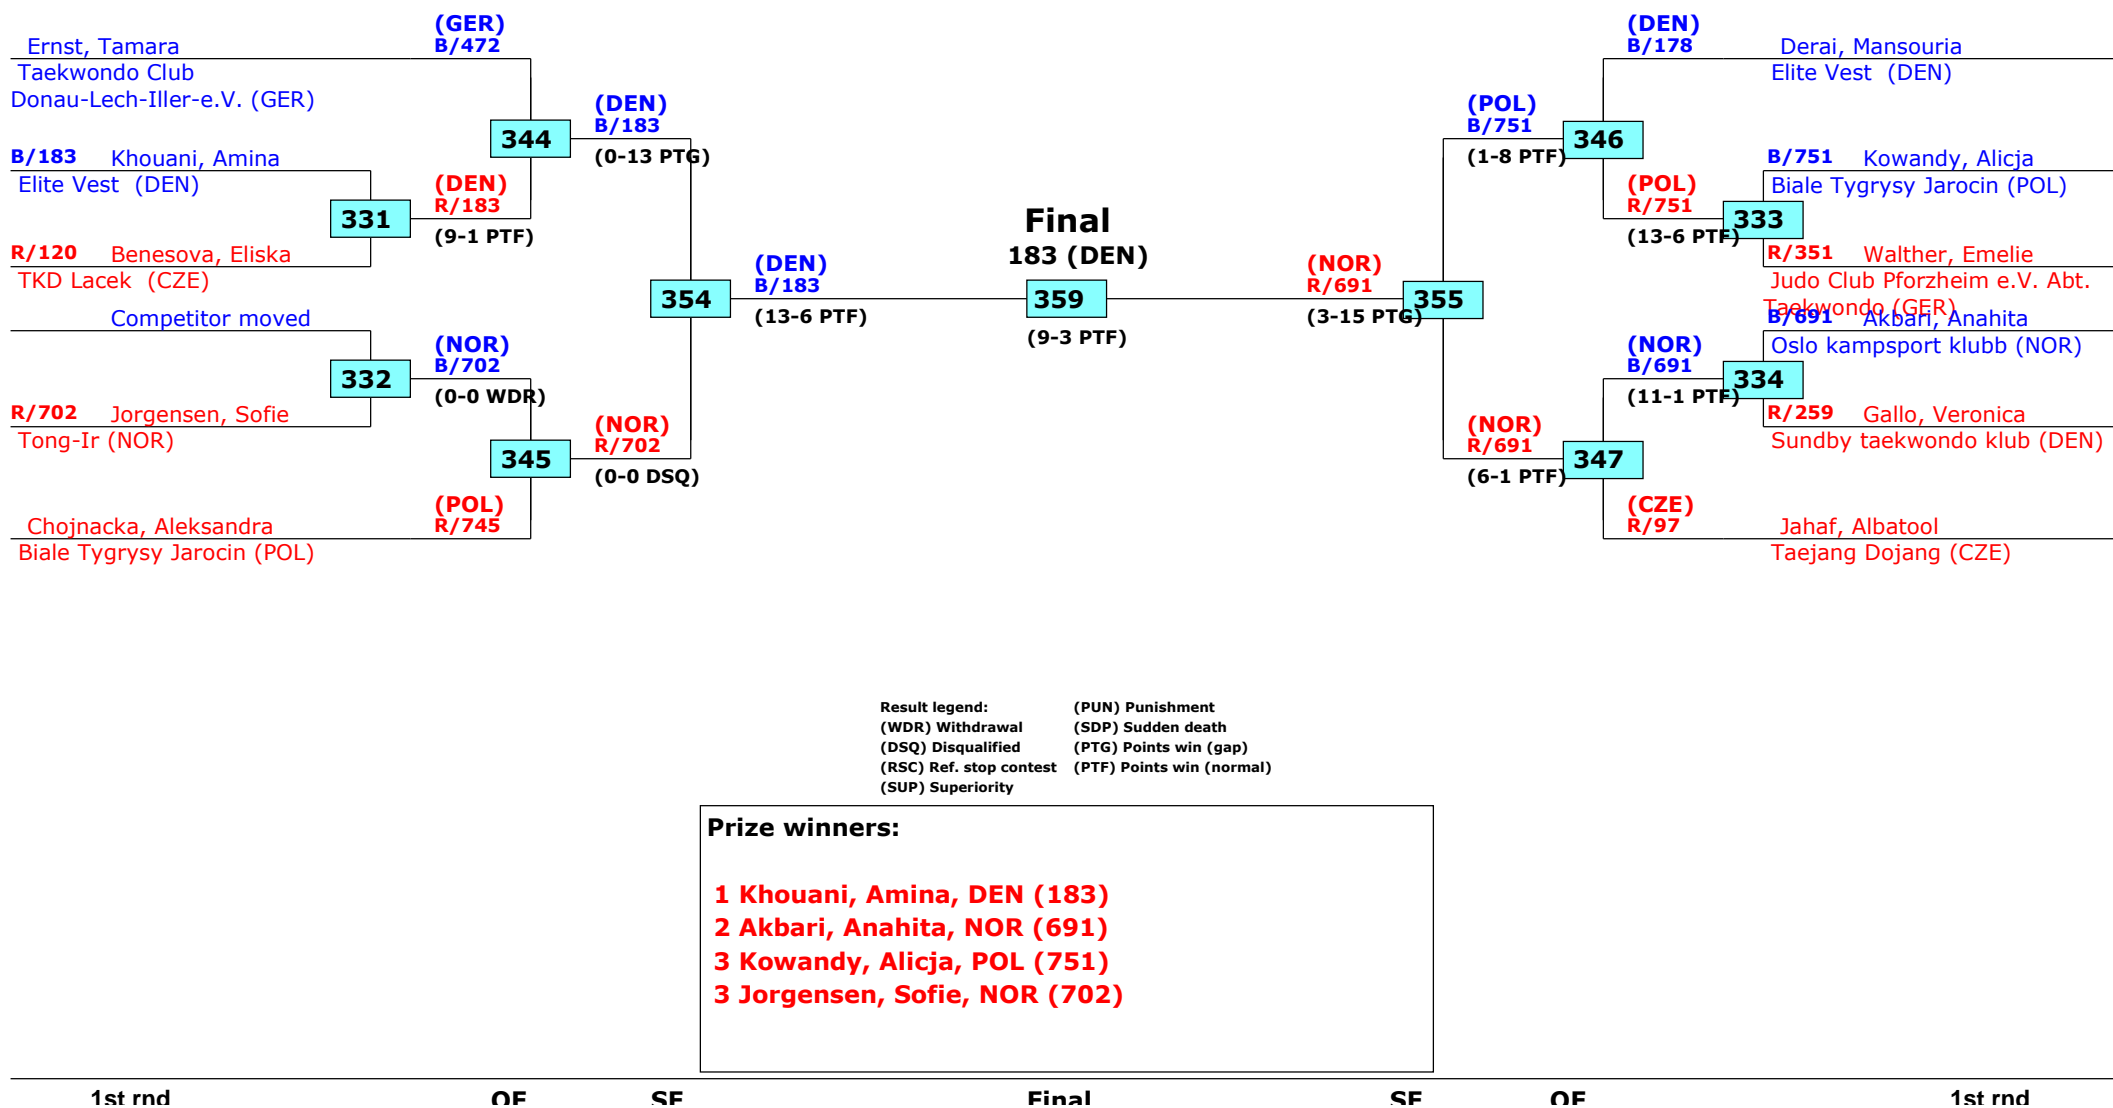 (GER)
B/472
Ernst, Tamara
Taekwondo Club
Donau-Lech-Iller-e.V. (GER)
344
(DEN)
B/183
(0-13 PTG)
B/183 Khouani, Amina
Elite Vest (DEN)
331
(DEN)
R/183
(9-1 PTF)
R/120 Benesova, Eliska
TKD Lacek (CZE)
354
(DEN)
B/183
(13-6 PTF)
Competitor moved
332
(NOR)
B/702
(0-0 WDR)
R/702 Jorgensen, Sofie
Tong-Ir (NOR)
345
(NOR)
R/702
(0-0 DSQ)
(POL)
R/745
Chojnacka, Aleksandra
Biale Tygrysy Jarocin (POL)
Final
183 (DEN)
359
(9-3 PTF)
(DEN)
B/178
Derai, Mansouria
Elite Vest (DEN)
(POL)
B/751
(1-8 PTF)
346
B/751 Kowandy, Alicja
Biale Tygrysy Jarocin (POL)
(POL)
R/751
(13-6 PTF)
333
R/351 Walther, Emelie
Judo Club Pforzheim e.V. Abt.
Taekwondo (GER)
(NOR)
R/691
(3-15 PTG)
355
B/691 Akbari, Anahita
Oslo kampsport klubb (NOR)
(NOR)
B/691
(11-1 PTF)
334
R/259 Gallo, Veronica
Sundby taekwondo klub (DEN)
(NOR)
R/691
(6-1 PTF)
347
(CZE)
R/97
Jahaf, Albatool
Taejang Dojang (CZE)
Result legend:
(WDR) Withdrawal
(DSQ) Disqualified
(RSC) Ref. stop contest
(SUP) Superiority
(PUN) Punishment
(SDP) Sudden death
(PTG) Points win (gap)
(PTF) Points win (normal)
Prize winners:
1 Khouani, Amina, DEN (183)
2 Akbari, Anahita, NOR (691)
3 Kowandy, Alicja, POL (751)
3 Jorgensen, Sofie, NOR (702)
1st rnd QF SF Final SF QF 1st rnd